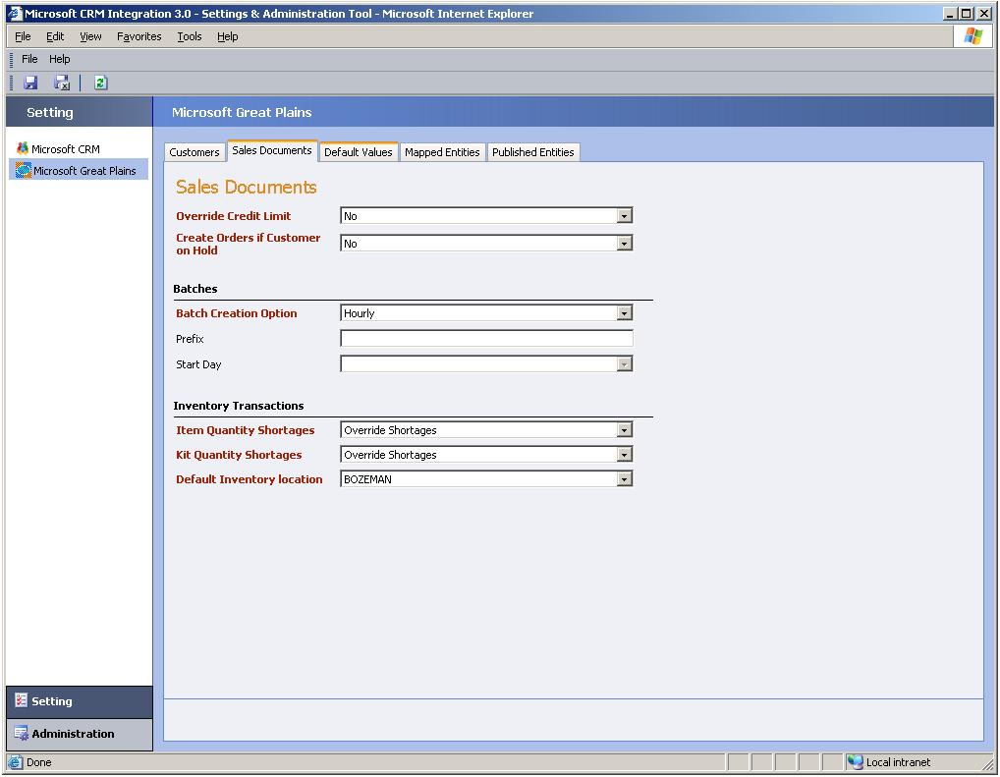 Microsoft CRM Integration 3.0 - Settings & Administration Tool - Microsoft Internet Explorer
File Edit View Favorites Tools Help
File Help
Setting
Microsoft Great Plains
Microsoft CRM
Microsoft Great Plains
Customers Sales Documents Default Values Mapped Entities Published Entities
Sales Documents
Override Credit Limit No
Create Orders if Customer
on Hold No
Batches
Batch Creation Option Hourly
Prefix
Start Day
Inventory Transactions
Item Quantity Shortages Override Shortages
Kit Quantity Shortages Override Shortages
Default Inventory location BOZEMAN
Setting
Administration
Done Local intranet